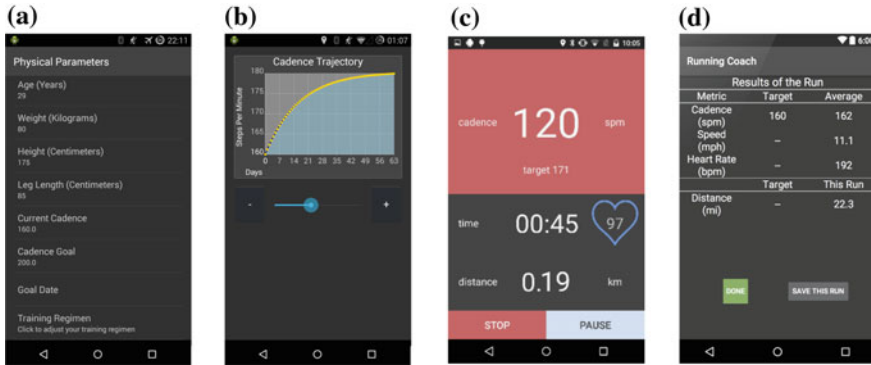 (a)
22:11
Physical Parameters
Age (Years)
29
Weight (Kilograms)
80
Height (Centimeters)
175
Leg Length (Centimeters)
85
Current Cadence
160.0
Cadence Goal
200.0
Goal Date
Training Regimen
Click to adjust your training regimen
(b)
01:07
Cadence Trajectory
Steps Per Minute
180
175
170
165
160
0 7 14 21 28 35 42 49 56 63
Days
- +
(c)
10:05
cadence 120 spm
target 171
time 00:45 97
distance 0.19 km
STOP PAUSE
(d)
6:00
Running Coach
Results of the Run
Metric Target Average
Cadence 160 162
(spm)
Speed – 11.1
(mph)
Heart Rate – 192
(bpm)
Target This Run
Distance – 22.3
(mi)
DONE SAVE THIS RUN